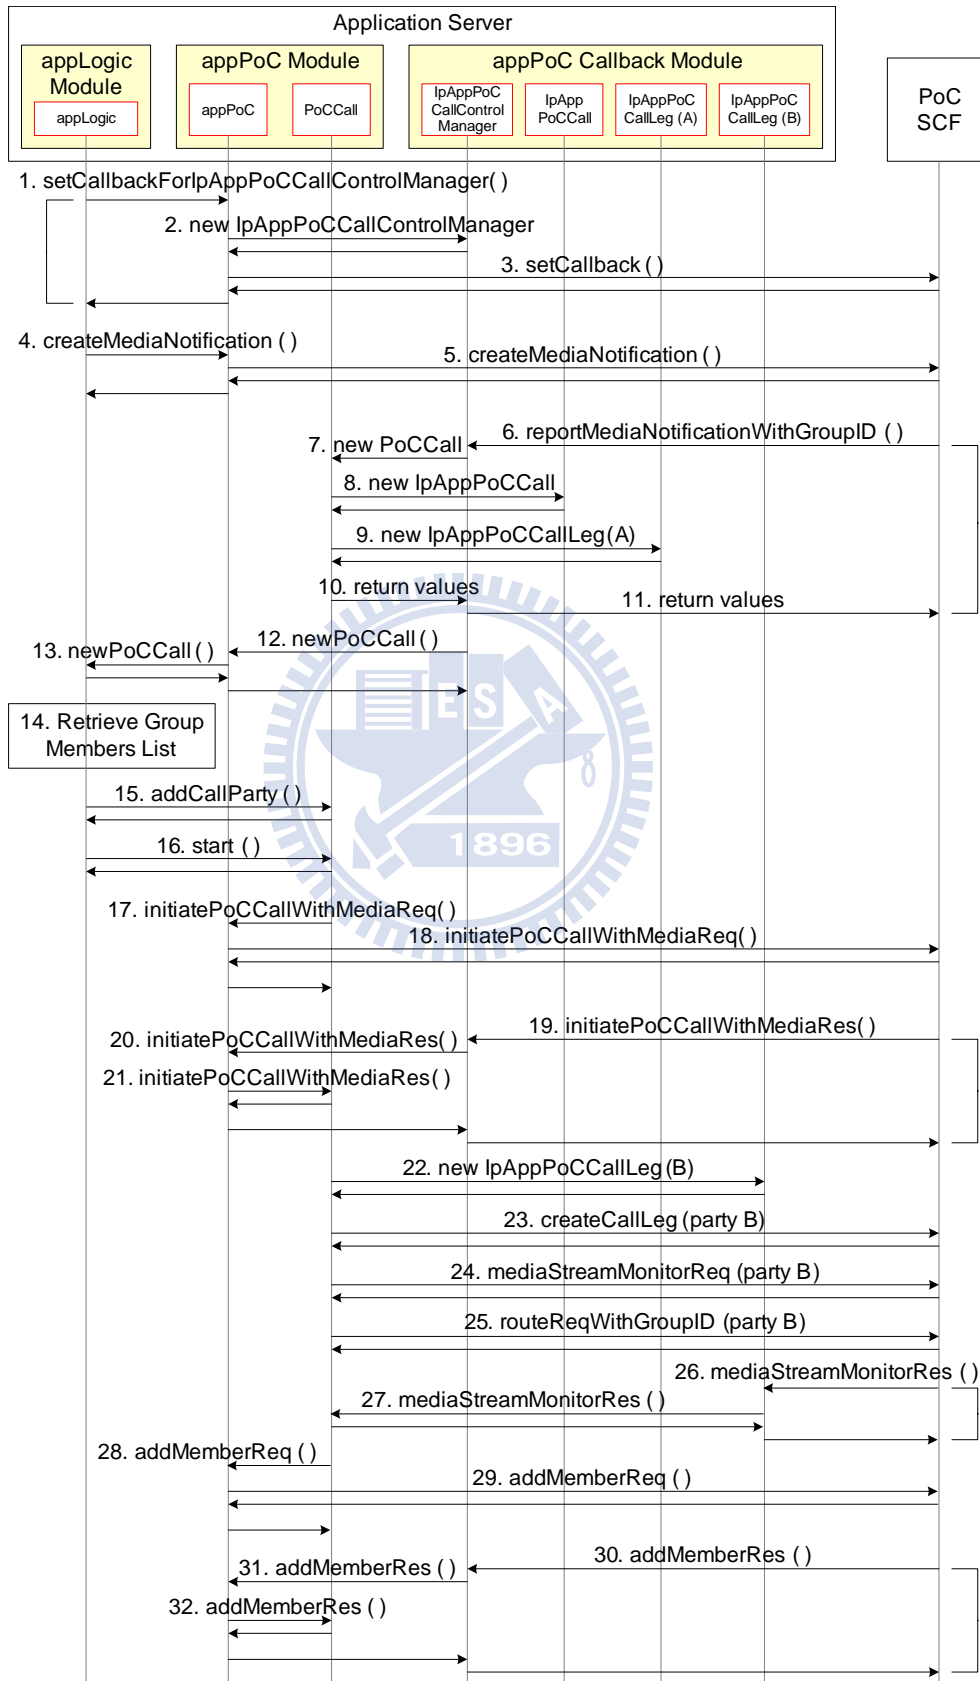 Application Server
appLogic
Module
appLogic
appPoC Module
appPoC
PoCCall
appPoC Callback Module
IpAppPoC
CallControl
Manager
IpApp
PoCCall
IpAppPoC
CallLeg (A)
IpAppPoC
CallLeg (B)
PoC
SCF
1. setCallbackForIpAppPoCCallControlManager( )
2. new IpAppPoCCallControlManager
3. setCallback ( )
4. createMediaNotification ( )
5. createMediaNotification ( )
6. reportMediaNotificationWithGroupID ( )
7. new PoCCall
8. new IpAppPoCCall
9. new IpAppPoCCallLeg(A)
10. return values
11. return values
12. newPoCCall ( )
13. newPoCCall ( )
14. Retrieve Group
Members List
15. addCallParty ( )
16. start ( )
17. initiatePoCCallWithMediaReq( )
18. initiatePoCCallWithMediaReq( )
19. initiatePoCCallWithMediaRes( )
20. initiatePoCCallWithMediaRes( )
21. initiatePoCCallWithMediaRes( )
22. new IpAppPoCCallLeg (B)
23. createCallLeg (party B)
24. mediaStreamMonitorReq (party B)
25. routeReqWithGroupID (party B)
26. mediaStreamMonitorRes ( )
27. mediaStreamMonitorRes ( )
28. addMemberReq ( )
29. addMemberReq ( )
30. addMemberRes ( )
31. addMemberRes ( )
32. addMemberRes ( )
E S A
1896